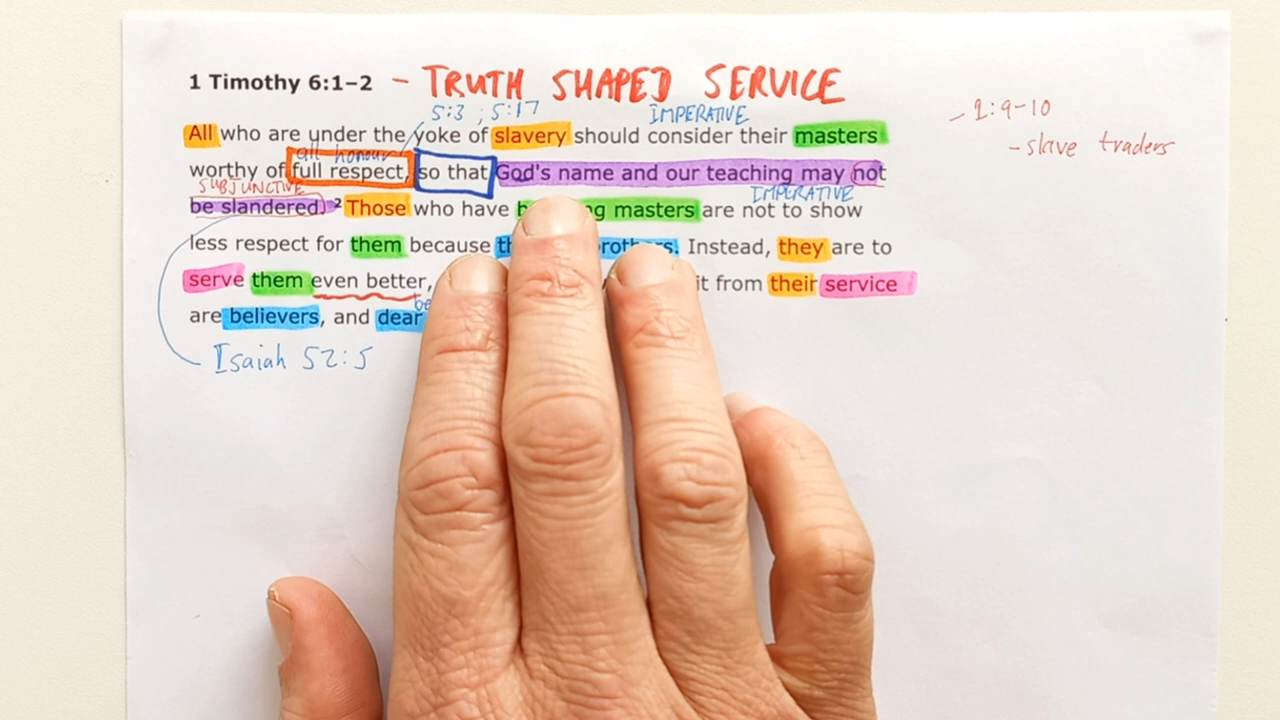 1 Timothy 6:1–2 – TRUTH SHAPED SERVICE
5:3 ; 5:17 IMPERATIVE
– 1:9-10
All who are under the yoke of slavery should consider their masters
- slave traders
all honour
worthy of full respect, so that God's name and our teaching may not
SUBJUNCTIVE IMPERATIVE
be slandered. ² Those who have masters are not to show
less respect for them because Instead, they are to
serve them even better, it from their service
are believers, and dear
Isaiah 52:5